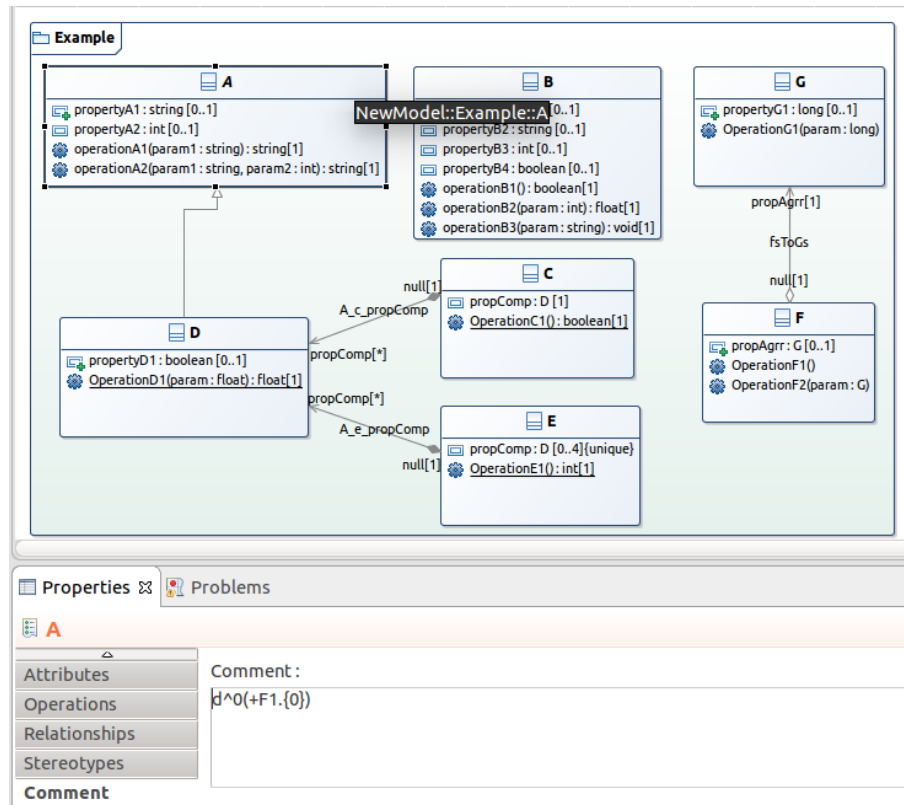 Example
A
propertyA1 : string [0..1]
propertyA2 : int [0..1]
operationA1(param1 : string) : string[1]
operationA2(param1 : string, param2 : int) : string[1]
NewModel::Example::A
B
[0..1]
propertyB2 : string [0..1]
propertyB3 : int [0..1]
propertyB4 : boolean [0..1]
operationB1() : boolean[1]
operationB2(param : int) : float[1]
operationB3(param : string) : void[1]
G
propertyG1 : long [0..1]
OperationG1(param : long)
propAgrr[1]
fsToGs
null[1]
F
propAgrr : G [0..1]
OperationF1()
OperationF2(param : G)
C
propComp : D [1]
OperationC1() : boolean[1]
null[1]
A_c_propComp
propComp[*]
D
propertyD1 : boolean [0..1]
OperationD1(param : float) : float[1]
propComp[*]
A_e_propComp
null[1]
E
propComp : D [0..4]{unique}
OperationE1() : int[1]
Properties
Problems
A
Attributes
Operations
Relationships
Stereotypes
Comment
Comment :
d^0(+F1.{0})